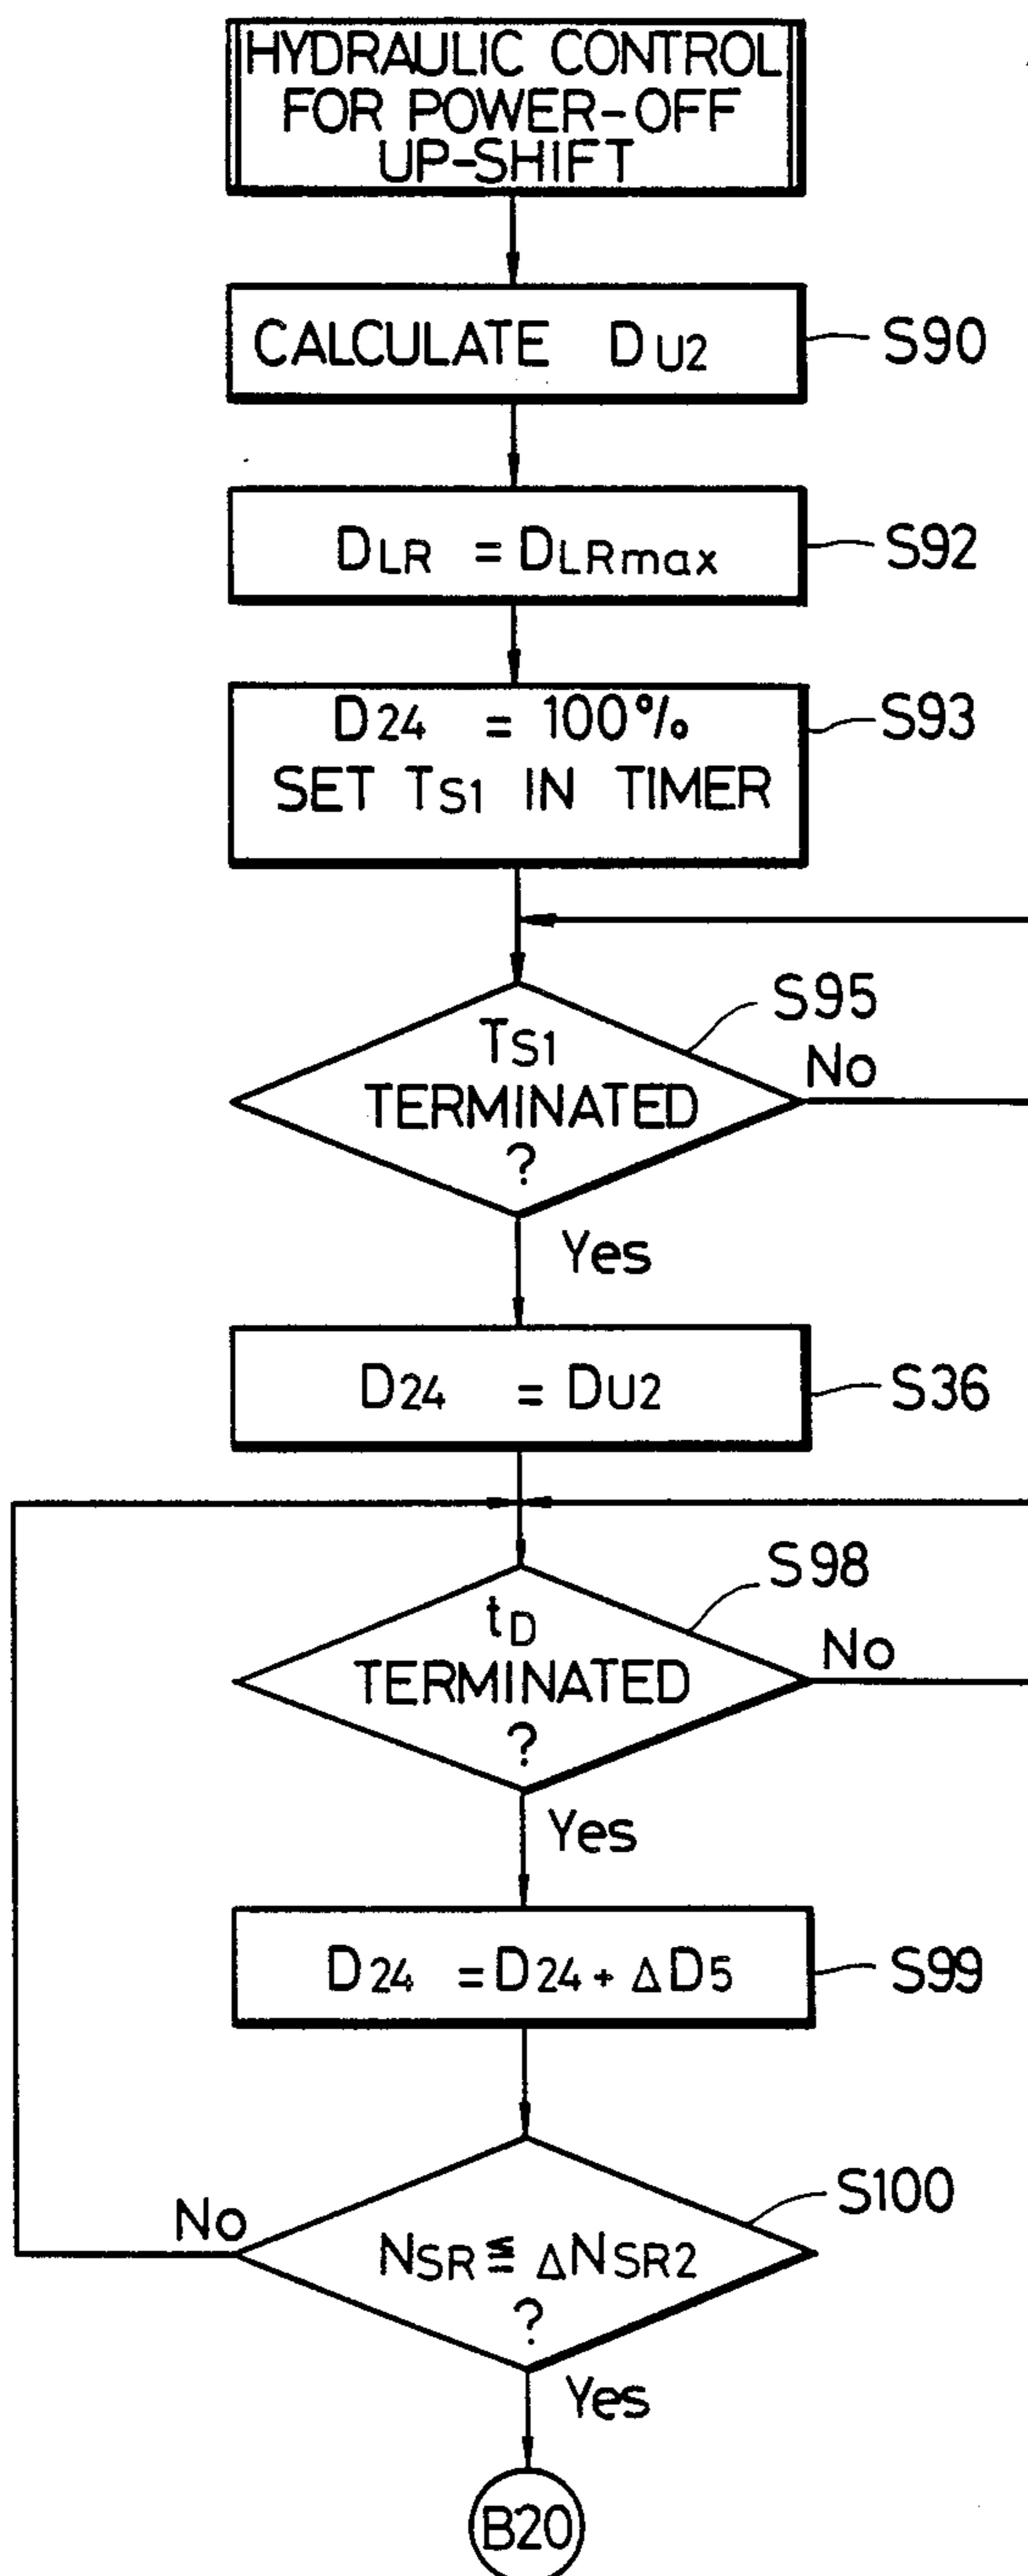 HYDRAULIC CONTROL
FOR POWER-OFF
UP-SHIFT
CALCULATE DU2
S90
DLR = DLRmax
S92
D24 = 100%
SET TS1 IN TIMER
S93
S95
TS1
TERMINATED
?
No
Yes
D24 = DU2
S36
S98
tD
TERMINATED
?
No
Yes
D24 = D24 + ΔD5
S99
S100
No
NSR ≦ ΔNSR2
?
Yes
B20